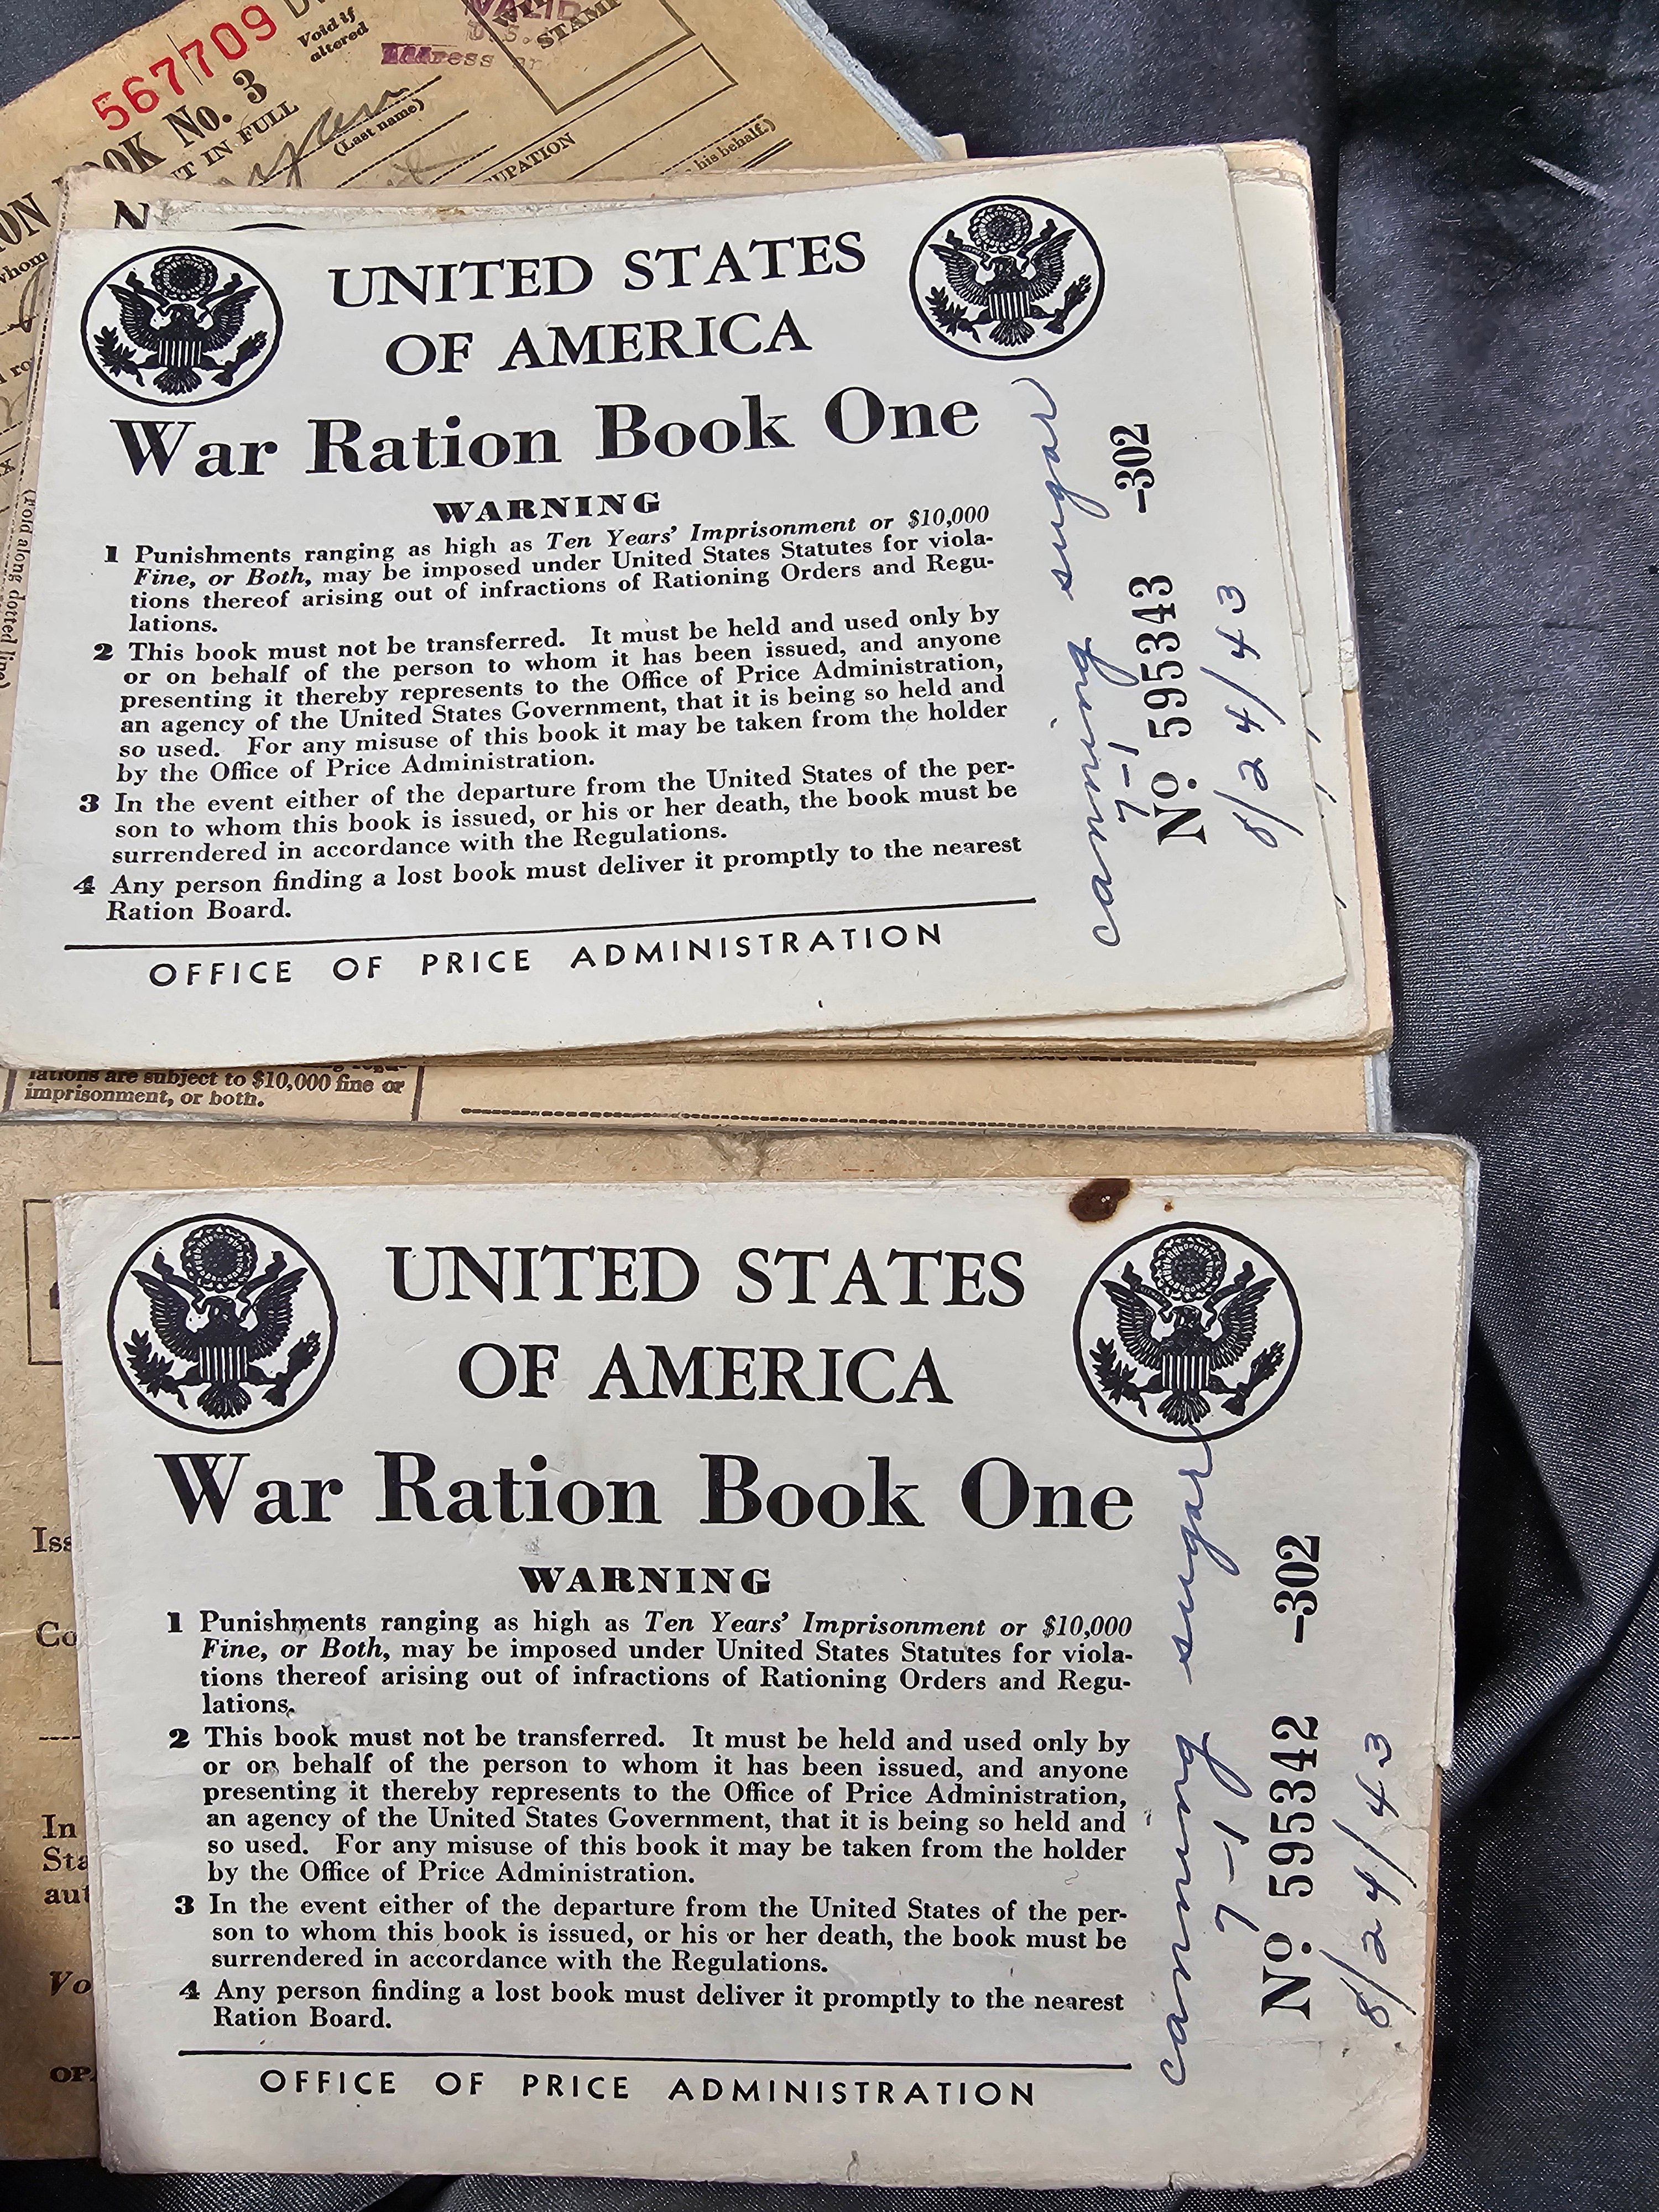 567709
Void if
altered
VALID
STAMP
BOOK No. 3
IN FULL
(Last name)
his behalf.)
UNITED STATES
OF AMERICA
War Ration Book One
WARNING
1 Punishments ranging as high as Ten Years' Imprisonment or $10,000
Fine, or Both, may be imposed under United States Statutes for viola-
tions thereof arising out of infractions of Rationing Orders and Regu-
lations.
2 This book must not be transferred. It must be held and used only by
or on behalf of the person to whom it has been issued, and anyone
presenting it thereby represents to the Office of Price Administration,
an agency of the United States Government, that it is being so held and
so used. For any misuse of this book it may be taken from the holder
by the Office of Price Administration.
3 In the event either of the departure from the United States of the per-
son to whom this book is issued, or his or her death, the book must be
surrendered in accordance with the Regulations.
4 Any person finding a lost book must deliver it promptly to the nearest
Ration Board.
OFFICE OF PRICE ADMINISTRATION
canning sugar
7-1
No 595343 -302
8/24/43
(Fold along dotted line)
lations are subject to $10,000 fine or
imprisonment, or both.
UNITED STATES
OF AMERICA
War Ration Book One
WARNING
1 Punishments ranging as high as Ten Years' Imprisonment or $10,000
Fine, or Both, may be imposed under United States Statutes for viola-
tions thereof arising out of infractions of Rationing Orders and Regu-
lations.
2 This book must not be transferred. It must be held and used only by
or on behalf of the person to whom it has been issued, and anyone
presenting it thereby represents to the Office of Price Administration,
an agency of the United States Government, that it is being so held and
so used. For any misuse of this book it may be taken from the holder
by the Office of Price Administration.
3 In the event either of the departure from the United States of the per-
son to whom this book is issued, or his or her death, the book must be
surrendered in accordance with the Regulations.
4 Any person finding a lost book must deliver it promptly to the nearest
Ration Board.
OFFICE OF PRICE ADMINISTRATION
canning sugar
7-1
No 595342 -302
8/24/43